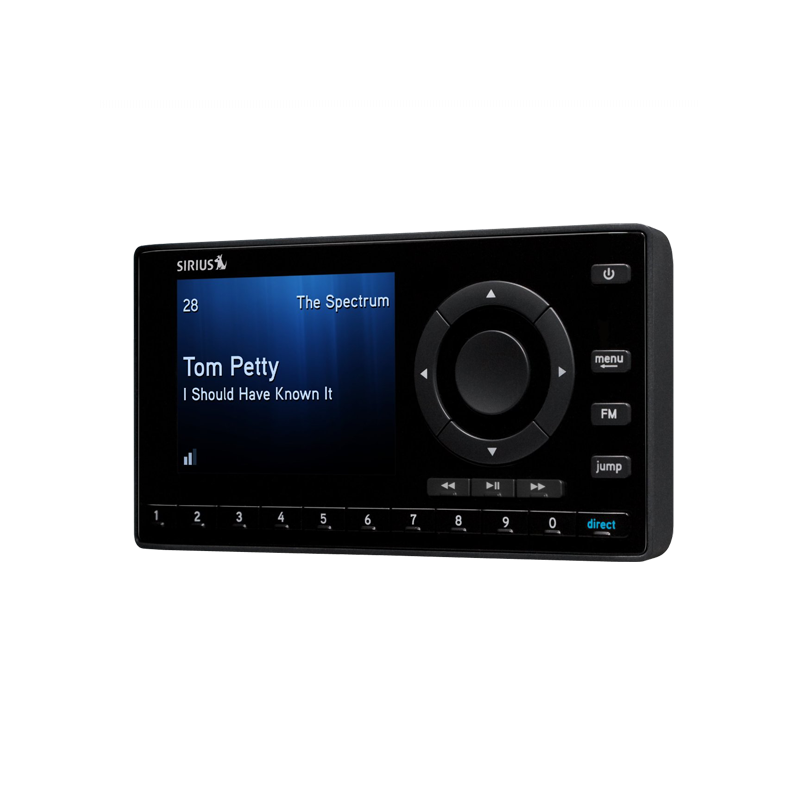 SIRIUS
28 The Spectrum
Tom Petty
I Should Have Known It
menu
FM
jump
1 2 3 4 5 6 7 8 9 0 direct